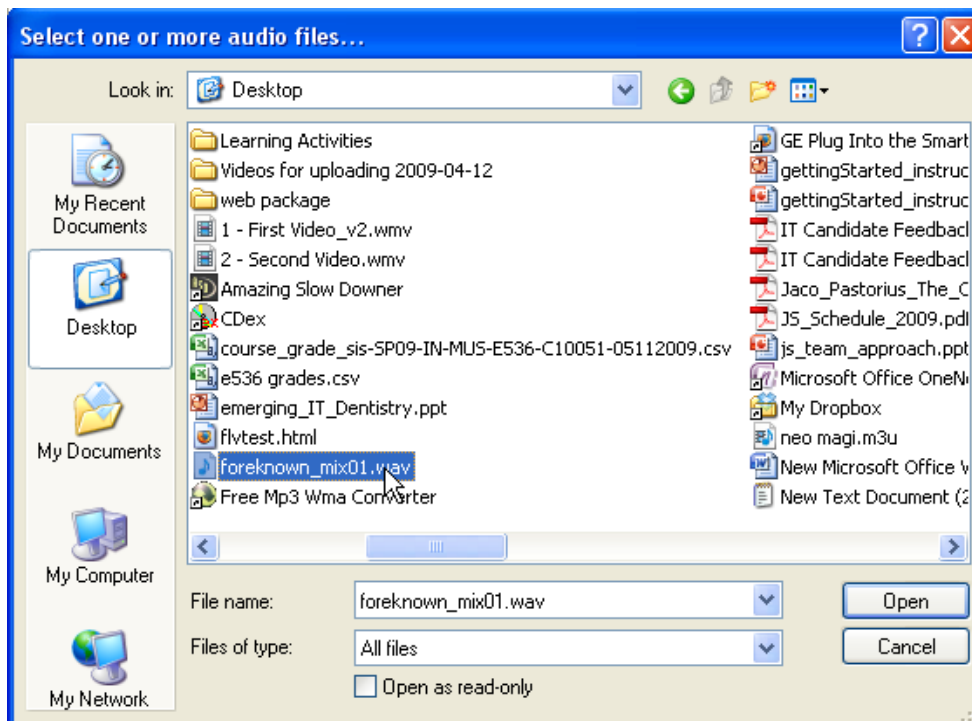 Select one or more audio files...
Look in:
Desktop
My Recent
Documents
Desktop
My Documents
My Computer
My Network
Learning Activities
Videos for uploading 2009-04-12
web package
1 - First Video_v2.wmv
2 - Second Video.wmv
Amazing Slow Downer
CDex
course_grade_sis-SP09-IN-MUS-E536-C10051-05112009.csv
e536 grades.csv
emerging_IT_Dentistry.ppt
flvtest.html
foreknown_mix01.wav
Free Mp3 Wma Converter
GE Plug Into the Smart
gettingStarted_instruc
gettingStarted_instruc
IT Candidate Feedbac
IT Candidate Feedbac
Jaco_Pastorius_The_C
JS_Schedule_2009.pd
js_team_approach.ppt
Microsoft Office OneN
My Dropbox
neo magi.m3u
New Microsoft Office
New Text Document (2
File name:
foreknown_mix01.wav
Open
Files of type:
All files
Cancel
Open as read-only